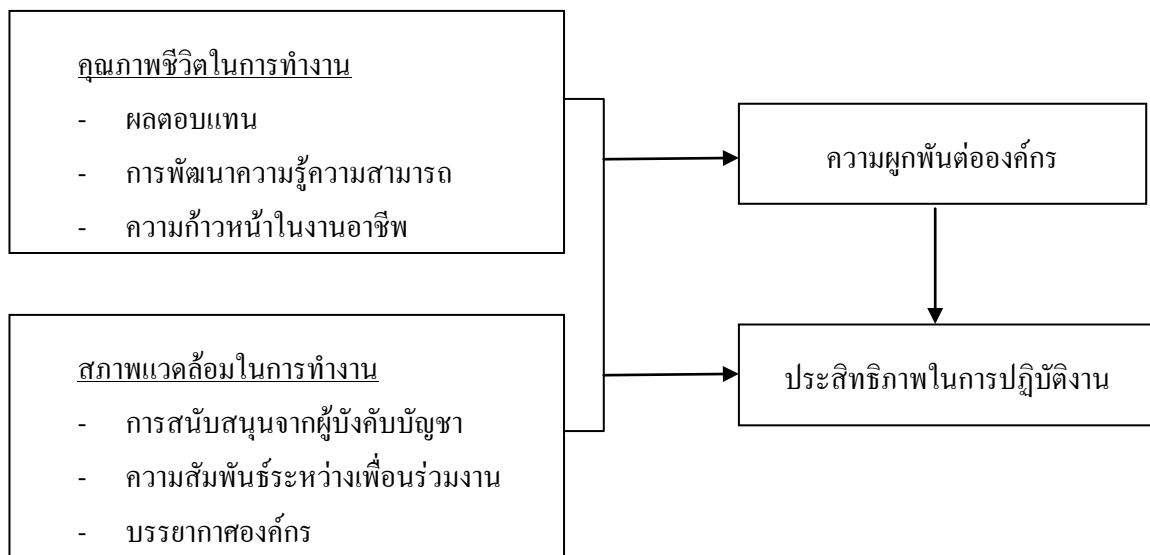 คุณภาพชีวิตในการทำงาน
- ผลตอบแทน
- การพัฒนาความรู้ความสามารถ
- ความก้าวหน้าในงานอาชีพ
ความผูกพันต่อองค์กร
สภาพแวดล้อมในการทำงาน
- การสนับสนุนจากผู้บังคับบัญชา
- ความสัมพันธ์ระหว่างเพื่อนร่วมงาน
- บรรยากาศองค์กร
ประสิทธิภาพในการปฏิบัติงาน